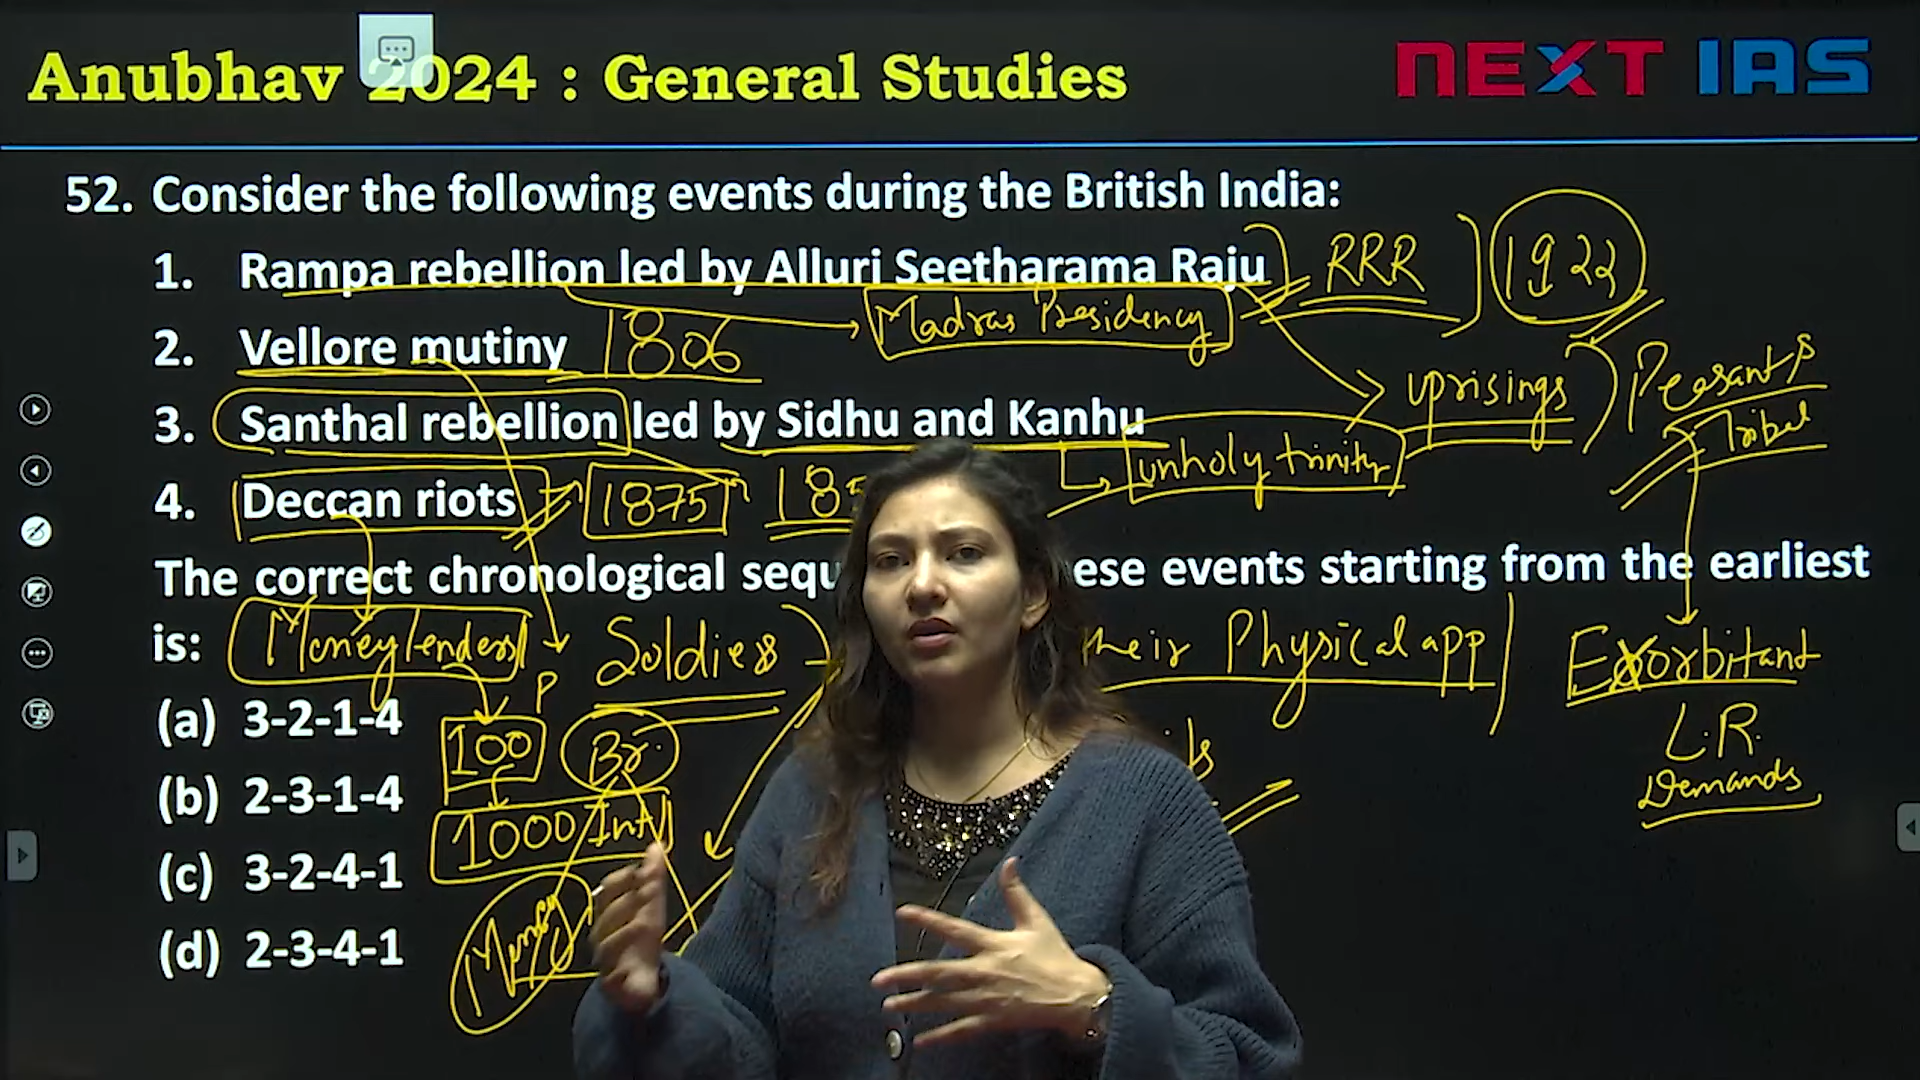 Anubhav 2024 : General Studies
NEXT IAS
52. Consider the following events during the British India:
1. Rampa rebellion led by Alluri Seetharama Raju
RRR
1922
Madras Presidency
2. Vellore mutiny
1806
uprisings
Peasants
Tribal
3. Santhal rebellion led by Sidhu and Kanhu
unholy trinity
4. Deccan riots
1875
185
The correct chronological sequ ese events starting from the earliest
is:
Moneylenders
Soldiers
their Physical app
Exorbitant
L.R.
Demands
(a) 3-2-1-4
P
100
Br.
(b) 2-3-1-4
1000 Int
(c) 3-2-4-1
(d) 2-3-4-1